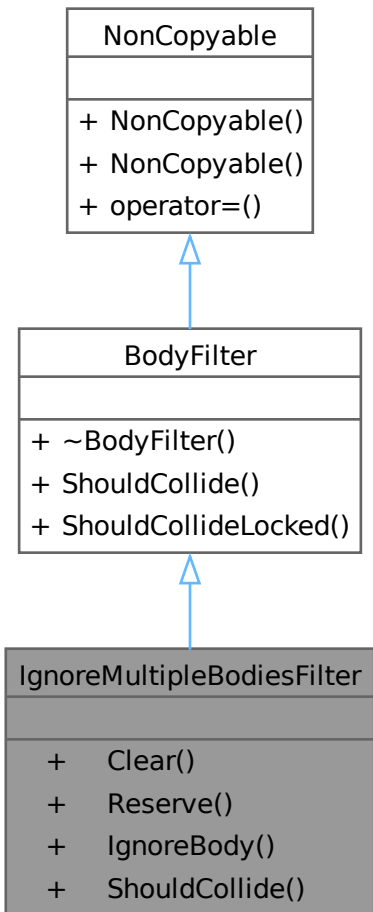 NonCopyable
+ NonCopyable()
+ NonCopyable()
+ operator=()
BodyFilter
+ ~BodyFilter()
+ ShouldCollide()
+ ShouldCollideLocked()
IgnoreMultipleBodiesFilter
+ Clear()
+ Reserve()
+ IgnoreBody()
+ ShouldCollide()